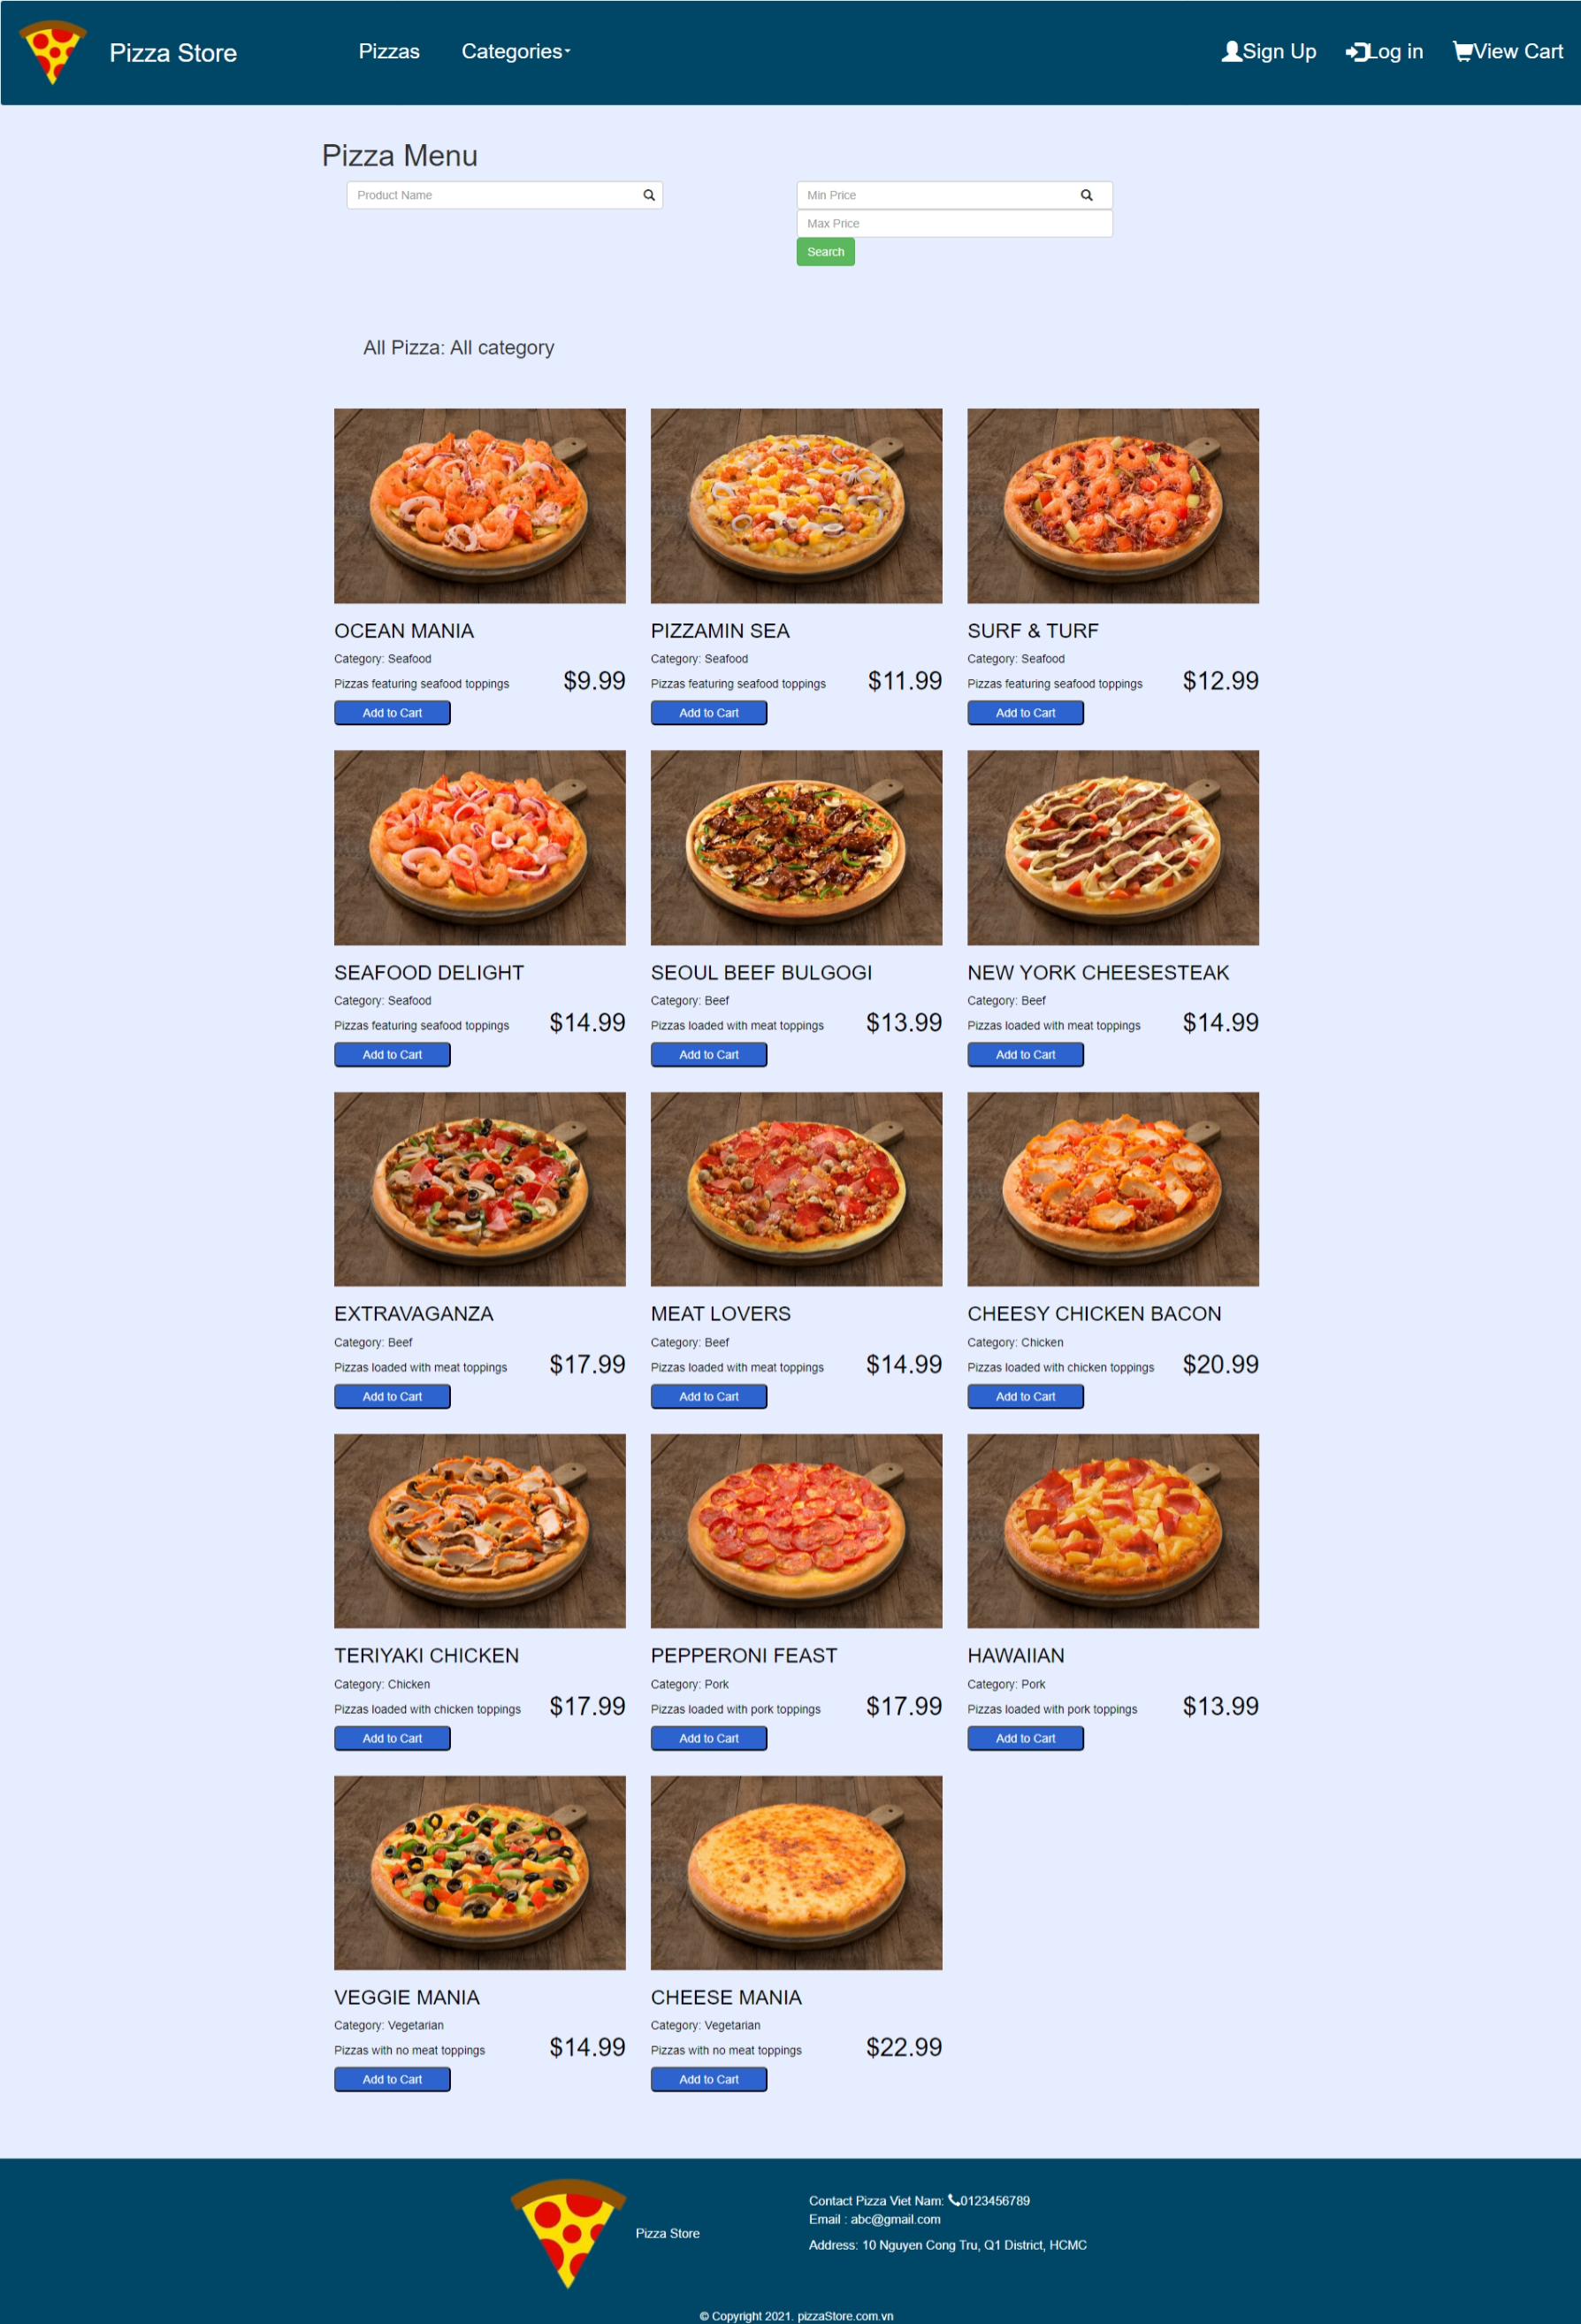 Pizza Store
Pizzas
Categories
Sign Up
Log in
View Cart
Pizza Menu
Product Name
Min Price
Max Price
Search
All Pizza: All category
OCEAN MANIA
Category: Seafood
Pizzas featuring seafood toppings
$9.99
Add to Cart
PIZZAMIN SEA
Category: Seafood
Pizzas featuring seafood toppings
$11.99
Add to Cart
SURF & TURF
Category: Seafood
Pizzas featuring seafood toppings
$12.99
Add to Cart
SEAFOOD DELIGHT
Category: Seafood
Pizzas featuring seafood toppings
$14.99
Add to Cart
SEOUL BEEF BULGOGI
Category: Beef
Pizzas loaded with meat toppings
$13.99
Add to Cart
NEW YORK CHEESESTEAK
Category: Beef
Pizzas loaded with meat toppings
$14.99
Add to Cart
EXTRAVAGANZA
Category: Beef
Pizzas loaded with meat toppings
$17.99
Add to Cart
MEAT LOVERS
Category: Beef
Pizzas loaded with meat toppings
$14.99
Add to Cart
CHEESY CHICKEN BACON
Category: Chicken
Pizzas loaded with chicken toppings
$20.99
Add to Cart
TERIYAKI CHICKEN
Category: Chicken
Pizzas loaded with chicken toppings
$17.99
Add to Cart
PEPPERONI FEAST
Category: Pork
Pizzas loaded with pork toppings
$17.99
Add to Cart
HAWAIIAN
Category: Pork
Pizzas loaded with pork toppings
$13.99
Add to Cart
VEGGIE MANIA
Category: Vegetarian
Pizzas with no meat toppings
$14.99
Add to Cart
CHEESE MANIA
Category: Vegetarian
Pizzas with no meat toppings
$22.99
Add to Cart
Pizza Store
Contact Pizza Viet Nam: 0123456789
Email : abc@gmail.com
Address: 10 Nguyen Cong Tru, Q1 District, HCMC
© Copyright 2021. pizzaStore.com.vn